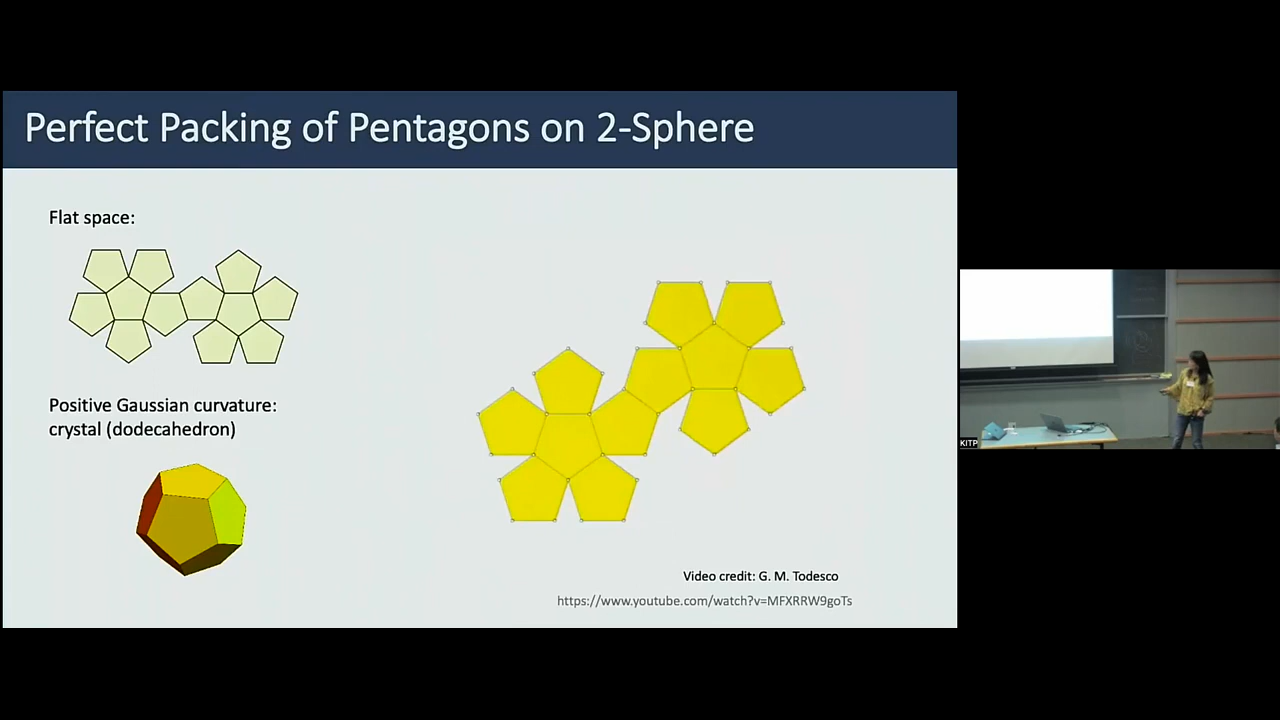 Perfect Packing of Pentagons on 2-Sphere
Flat space:
Positive Gaussian curvature:
crystal (dodecahedron)
Video credit: G. M. Todesco
https://www.youtube.com/watch?v=MFXRRW9goTs
KITP